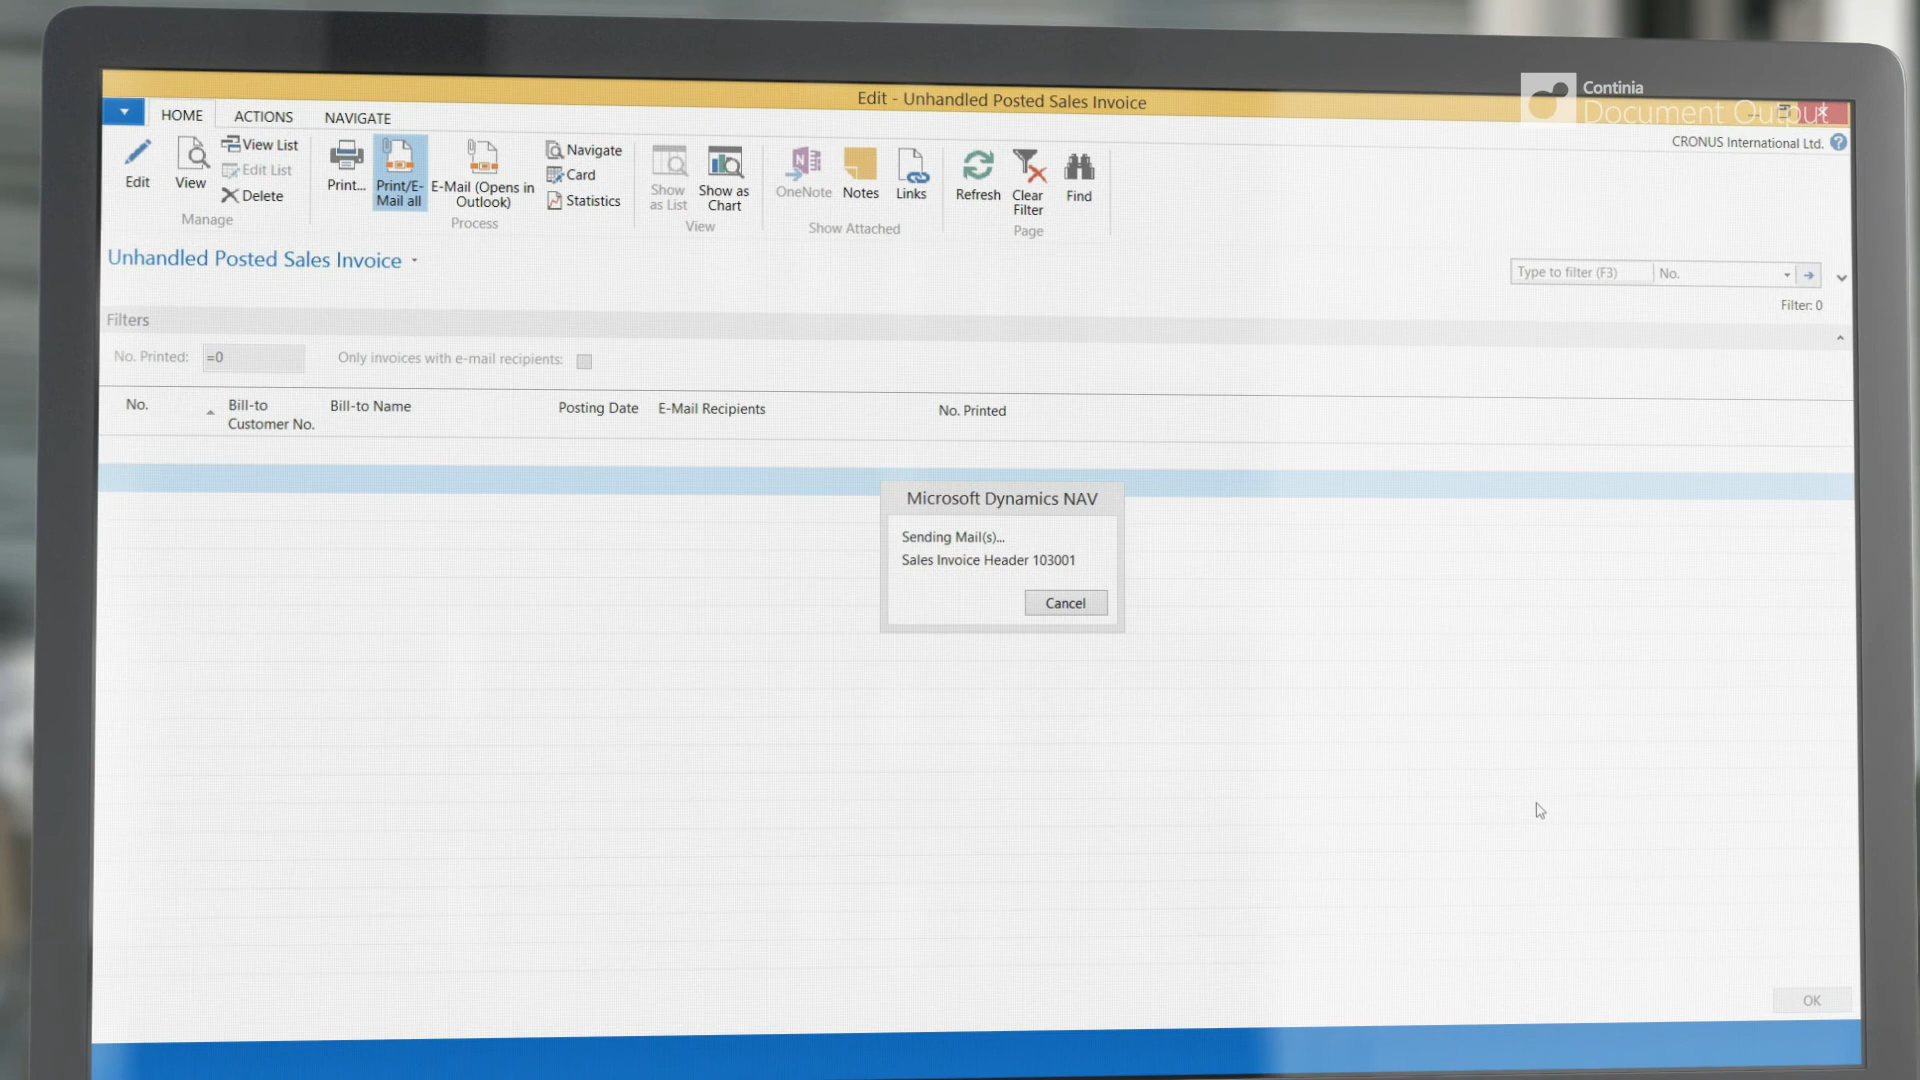 Edit - Unhandled Posted Sales Invoice
Continia
Document Output
HOME
ACTIONS
NAVIGATE
CRONUS International Ltd.
Edit
View
View List
Edit List
Delete
Manage
Print...
Print/E-
Mail all
E-Mail (Opens in
Outlook)
Navigate
Card
Statistics
Process
Show
as List
Show as
Chart
View
OneNote
Notes
Links
Show Attached
Refresh
Clear
Filter
Find
Page
Unhandled Posted Sales Invoice
Type to filter (F3)
No.
Filter: 0
Filters
No. Printed:
=0
Only invoices with e-mail recipients:
No.
Bill-to
Customer No.
Bill-to Name
Posting Date
E-Mail Recipients
No. Printed
Microsoft Dynamics NAV
Sending Mail(s)...
Sales Invoice Header 103001
Cancel
OK